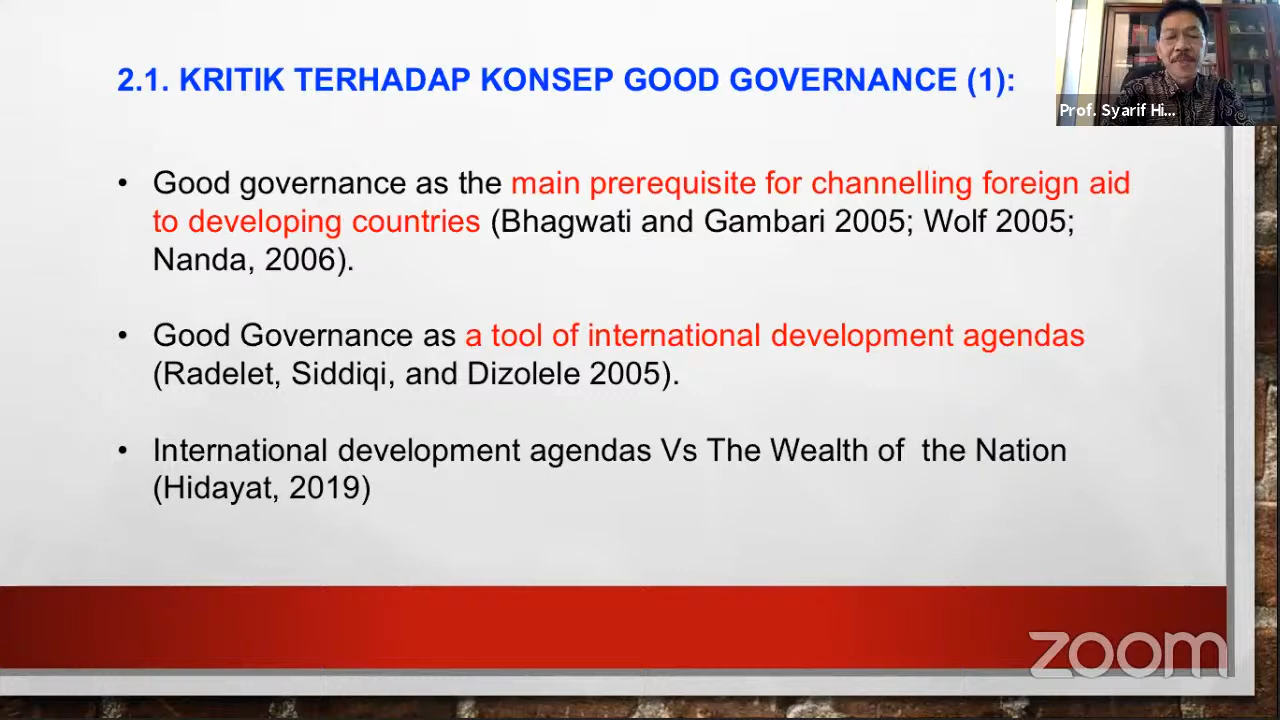 2.1. KRITIK TERHADAP KONSEP GOOD GOVERNANCE (1):
Prof. Syarif Hi...
• Good governance as the main prerequisite for channelling foreign aid
to developing countries (Bhagwati and Gambari 2005; Wolf 2005;
Nanda, 2006).
• Good Governance as a tool of international development agendas
(Radelet, Siddiqi, and Dizolele 2005).
• International development agendas Vs The Wealth of  the Nation
(Hidayat, 2019)
zoom